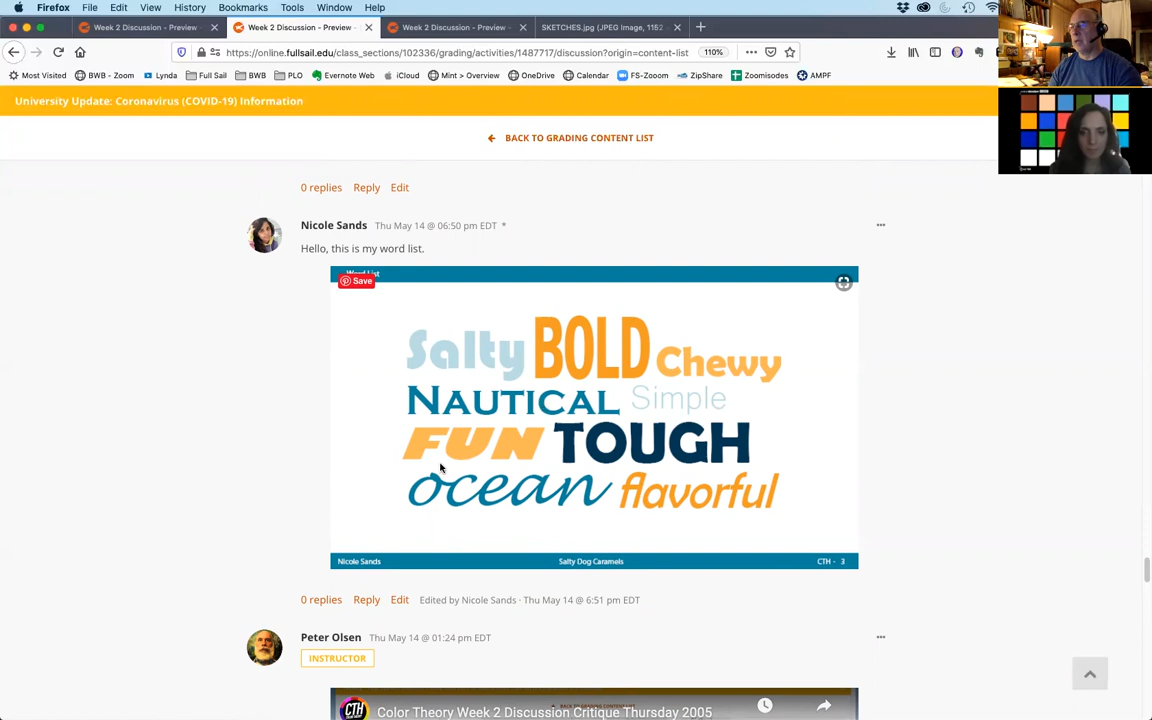 Firefox File Edit View History Bookmarks Tools Window Help
Week 2 Discussion - Preview Week 2 Discussion - Preview Week 2 Discussion - Preview SKETCHES.jpg (JPEG Image, 1152
https://online.fullsail.edu/class_sections/102336/grading/activities/1487717/discussion?origin=content-list 110%
Most Visited BWB - Zoom Lynda Full Sail BWB PLO Evernote Web iCloud Mint > Overview OneDrive Calendar FS-Zooom ZipShare Zoomisodes AMPF
University Update: Coronavirus (COVID-19) Information
BACK TO GRADING CONTENT LIST
0 replies Reply Edit
Nicole Sands Thu May 14 @ 06:50 pm EDT *
Hello, this is my word list.
Word List
Save
Salty BOLD Chewy
NAUTICAL Simple
FUN TOUGH
ocean flavorful
Nicole Sands Salty Dog Caramels CTH - 3
0 replies Reply Edit Edited by Nicole Sands · Thu May 14 @ 6:51 pm EDT
Peter Olsen Thu May 14 @ 01:24 pm EDT
INSTRUCTOR
CTH Color Theory Week 2 Discussion Critique Thursday 2005